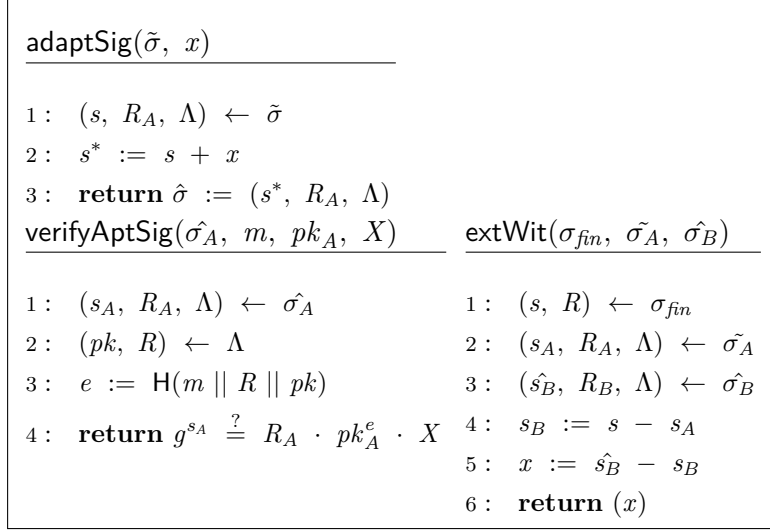 adaptSig(σ̃, x)
1 : (s, R_A, Λ) ← σ̃
2 : s* := s + x
3 : return σ̂ := (s*, R_A, Λ)
verifyAptSig(σ̂_A, m, pk_A, X)
1 : (s_A, R_A, Λ) ← σ̂_A
2 : (pk, R) ← Λ
3 : e := H(m || R || pk)
4 : return g^{s_A} ≟ R_A · pk_A^e · X
extWit(σ_fin, σ̃_A, σ̂_B)
1 : (s, R) ← σ_fin
2 : (s_A, R_A, Λ) ← σ̃_A
3 : (ŝ_B, R_B, Λ) ← σ̂_B
4 : s_B := s − s_A
5 : x := ŝ_B − s_B
6 : return (x)